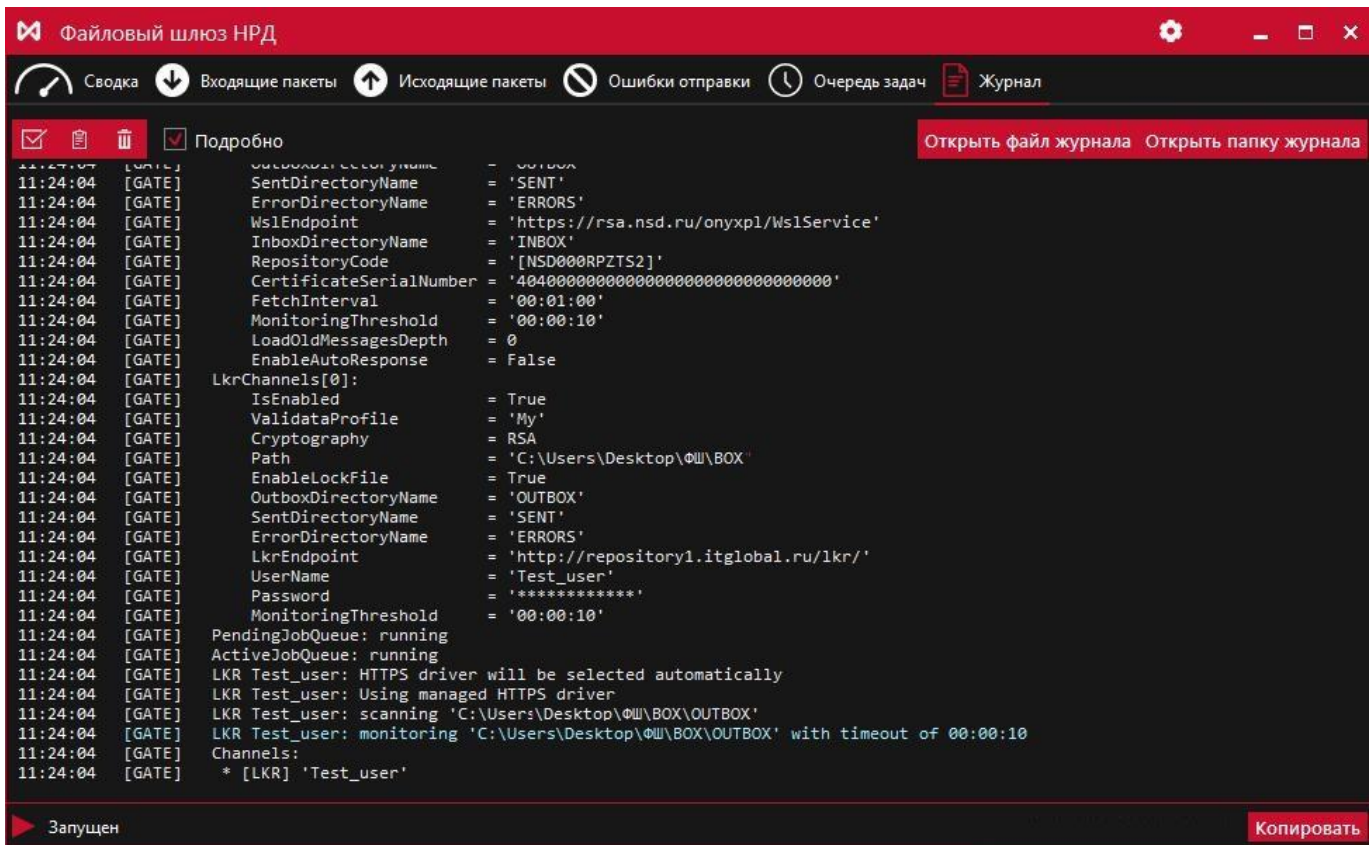 Файловый шлюз НРД
Сводка Входящие пакеты Исходящие пакеты Ошибки отправки Очередь задач Журнал
Подробно Открыть файл журнала Открыть папку журнала
11:24:04 [GATE] OutboxDirectoryName = 'OUTBOX'
11:24:04 [GATE] SentDirectoryName = 'SENT'
11:24:04 [GATE] ErrorDirectoryName = 'ERRORS'
11:24:04 [GATE] WslEndpoint = 'https://rsa.nsd.ru/onyxpl/WslService'
11:24:04 [GATE] InboxDirectoryName = 'INBOX'
11:24:04 [GATE] RepositoryCode = '[NSD000RPZTS2]'
11:24:04 [GATE] CertificateSerialNumber = '40400000000000000000000000000000'
11:24:04 [GATE] FetchInterval = '00:01:00'
11:24:04 [GATE] MonitoringThreshold = '00:00:10'
11:24:04 [GATE] LoadOldMessagesDepth = 0
11:24:04 [GATE] EnableAutoResponse = False
11:24:04 [GATE] LkrChannels[0]:
11:24:04 [GATE] IsEnabled = True
11:24:04 [GATE] ValidataProfile = 'My'
11:24:04 [GATE] Cryptography = RSA
11:24:04 [GATE] Path = 'C:\Users\Desktop\ФШ\BOX"
11:24:04 [GATE] EnableLockFile = True
11:24:04 [GATE] OutboxDirectoryName = 'OUTBOX'
11:24:04 [GATE] SentDirectoryName = 'SENT'
11:24:04 [GATE] ErrorDirectoryName = 'ERRORS'
11:24:04 [GATE] LkrEndpoint = 'http://repository1.itglobal.ru/lkr/'
11:24:04 [GATE] UserName = 'Test_user'
11:24:04 [GATE] Password = '************'
11:24:04 [GATE] MonitoringThreshold = '00:00:10'
11:24:04 [GATE] PendingJobQueue: running
11:24:04 [GATE] ActiveJobQueue: running
11:24:04 [GATE] LKR Test_user: HTTPS driver will be selected automatically
11:24:04 [GATE] LKR Test_user: Using managed HTTPS driver
11:24:04 [GATE] LKR Test_user: scanning 'C:\Users\Desktop\ФШ\BOX\OUTBOX'
11:24:04 [GATE] LKR Test_user: monitoring 'C:\Users\Desktop\ФШ\BOX\OUTBOX' with timeout of 00:00:10
11:24:04 [GATE] Channels:
11:24:04 [GATE] * [LKR] 'Test_user'
Запущен Копировать